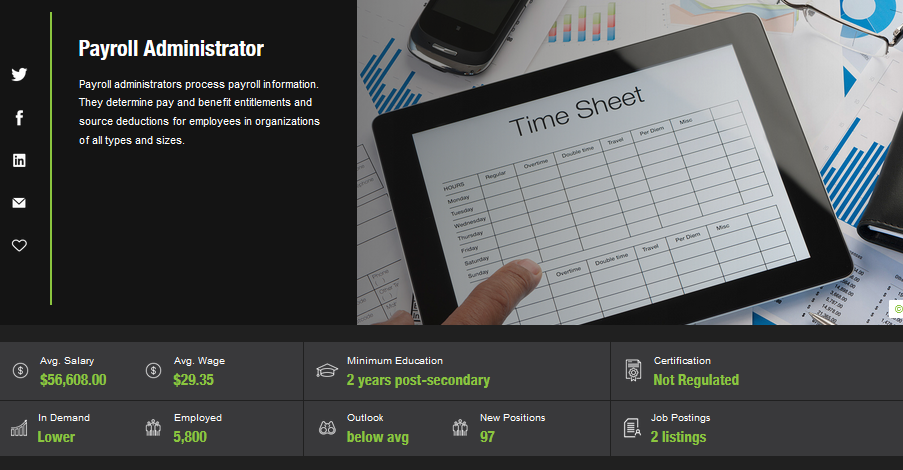 Payroll Administrator
Payroll administrators process payroll information.
They determine pay and benefit entitlements and
source deductions for employees in organizations
of all types and sizes.
Time Sheet
HOURS Regular Overtime Double time Travel Per Diem Misc
Monday
Tuesday
Wednesday
Thursday
Friday
Saturday
Sunday
Overtime Double time Travel Per Diem Misc
Avg. Salary
$56,608.00
Avg. Wage
$29.35
Minimum Education
2 years post-secondary
Certification
Not Regulated
In Demand
Lower
Employed
5,800
Outlook
below avg
New Positions
97
Job Postings
2 listings